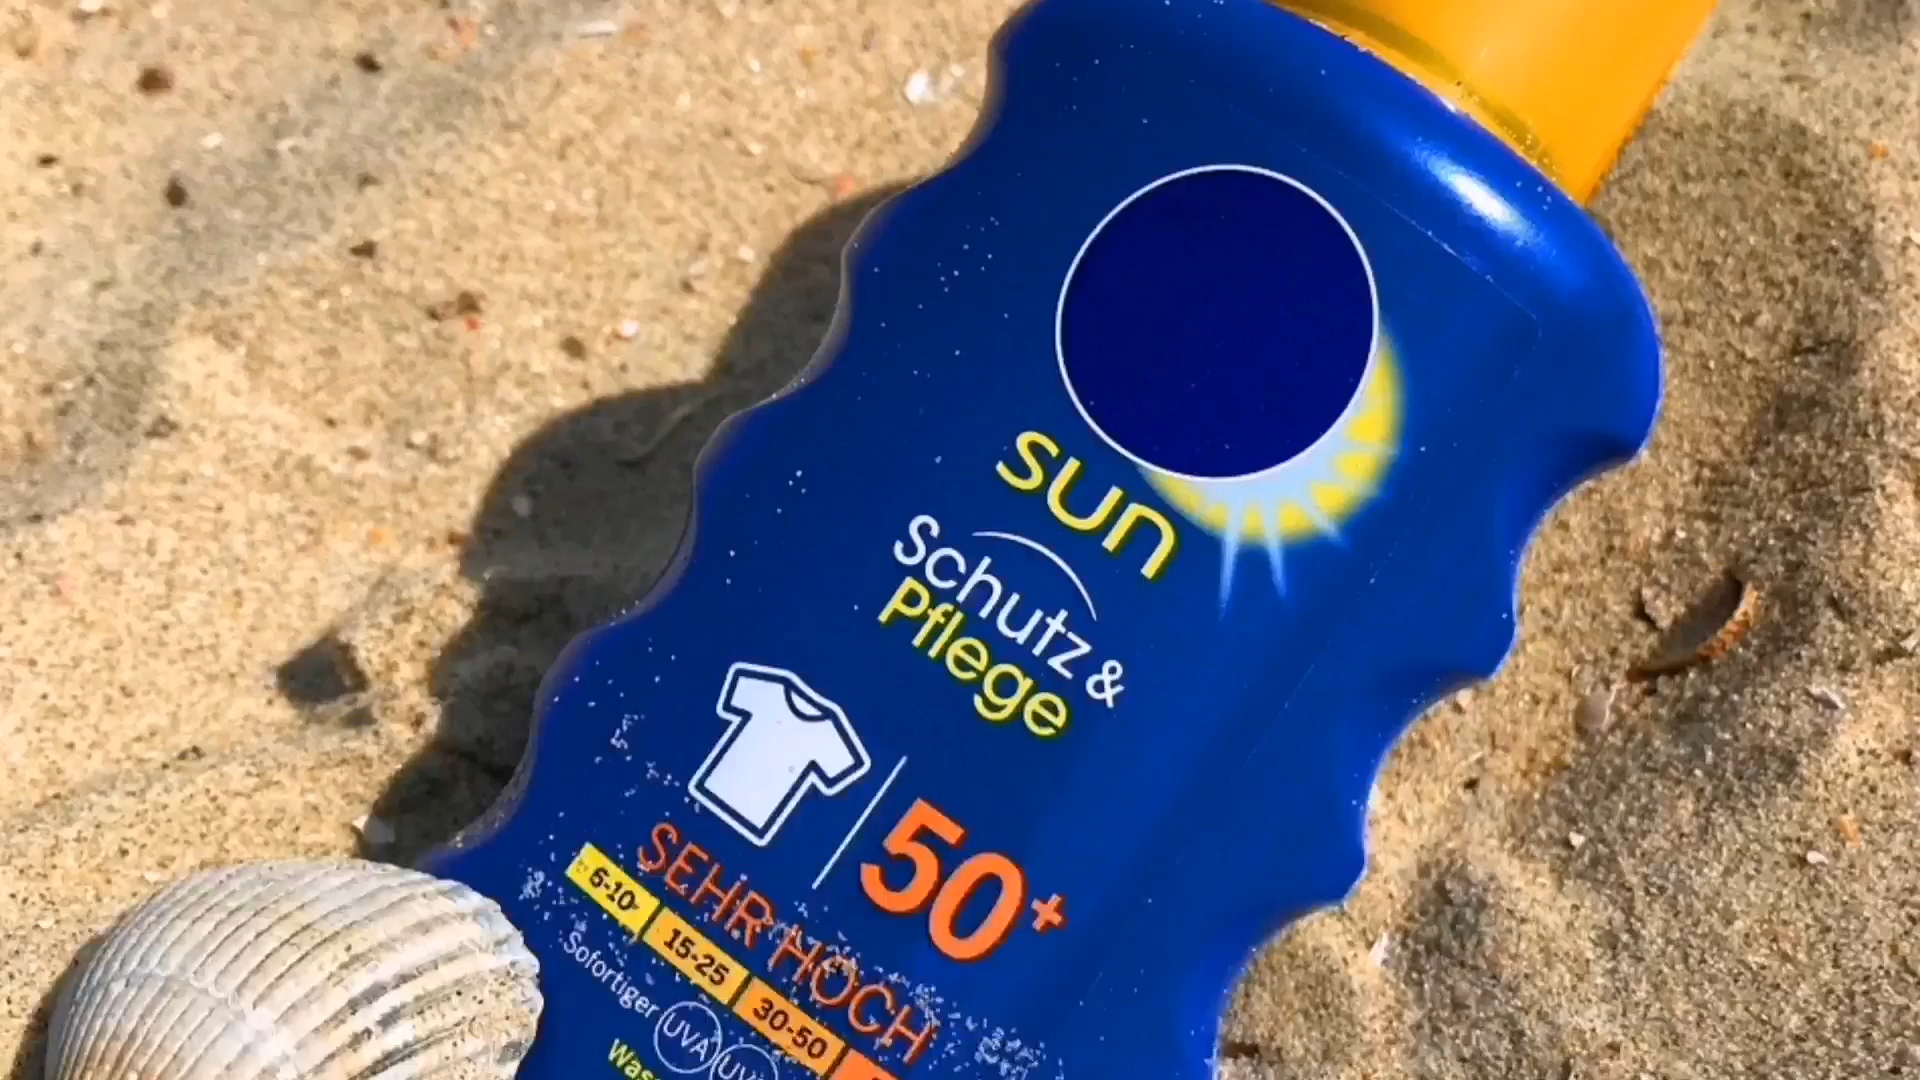 sun
Schutz &
Pflege
50+
SEHR HOCH
6-10 15-25 30-50
Sofortiger UVA